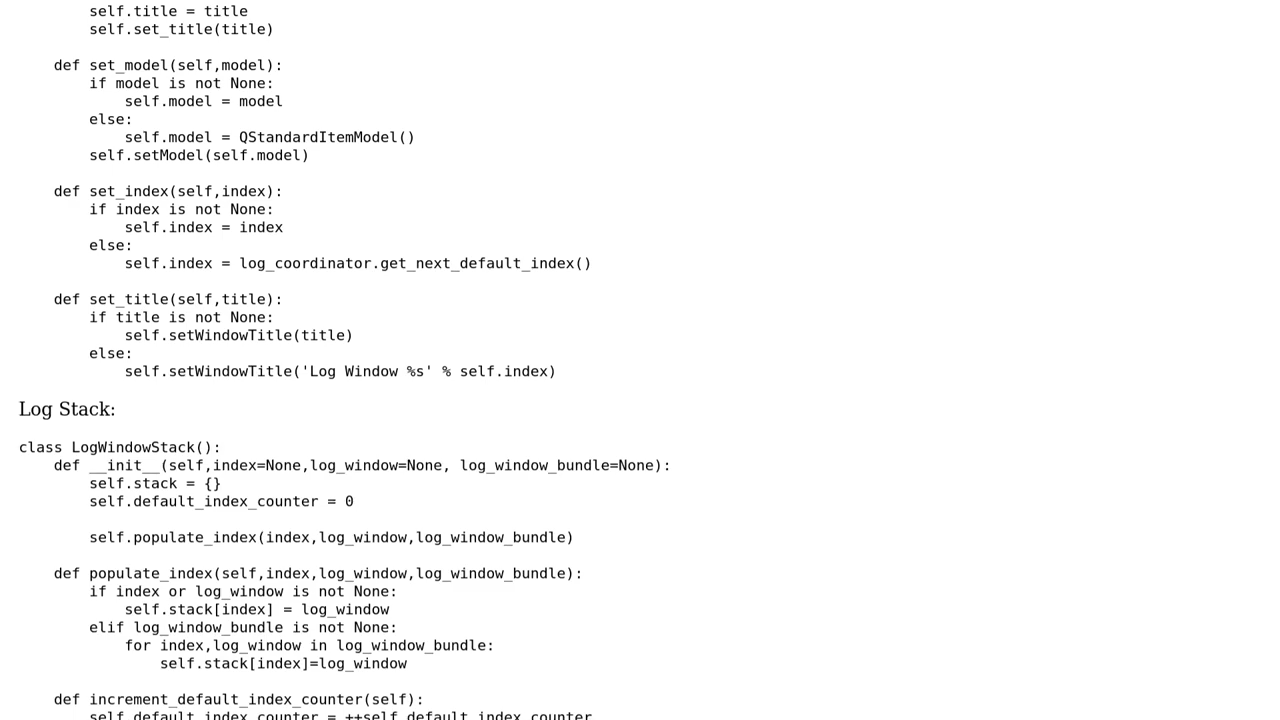 self.title = title
        self.set_title(title)

    def set_model(self,model):
        if model is not None:
            self.model = model
        else:
            self.model = QStandardItemModel()
        self.setModel(self.model)

    def set_index(self,index):
        if index is not None:
            self.index = index
        else:
            self.index = log_coordinator.get_next_default_index()

    def set_title(self,title):
        if title is not None:
            self.setWindowTitle(title)
        else:
            self.setWindowTitle('Log Window %s' % self.index)

Log Stack:

class LogWindowStack():
    def __init__(self,index=None,log_window=None, log_window_bundle=None):
        self.stack = {}
        self.default_index_counter = 0

        self.populate_index(index,log_window,log_window_bundle)

    def populate_index(self,index,log_window,log_window_bundle):
        if index or log_window is not None:
            self.stack[index] = log_window
        elif log_window_bundle is not None:
            for index,log_window in log_window_bundle:
                self.stack[index]=log_window

    def increment_default_index_counter(self):
        self.default_index_counter = ++self.default_index_counter